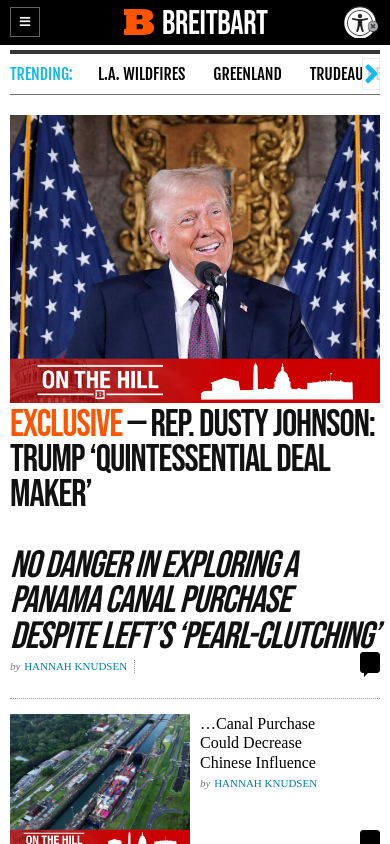 BREITBART
TRENDING: L.A. WILDFIRES GREENLAND TRUDEAU
ON THE HILL
EXCLUSIVE — REP. DUSTY JOHNSON:
TRUMP ‘QUINTESSENTIAL DEAL
MAKER’
NO DANGER IN EXPLORING A
PANAMA CANAL PURCHASE
DESPITE LEFT’S ‘PEARL-CLUTCHING’
by HANNAH KNUDSEN
…Canal Purchase
Could Decrease
Chinese Influence
by HANNAH KNUDSEN
ON THE HILL